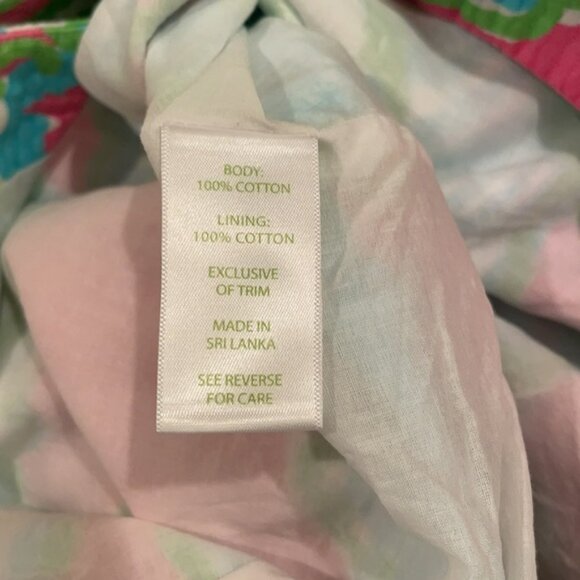 BODY:
100% COTTON
LINING:
100% COTTON
EXCLUSIVE
OF TRIM
MADE IN
SRI LANKA
SEE REVERSE
FOR CARE